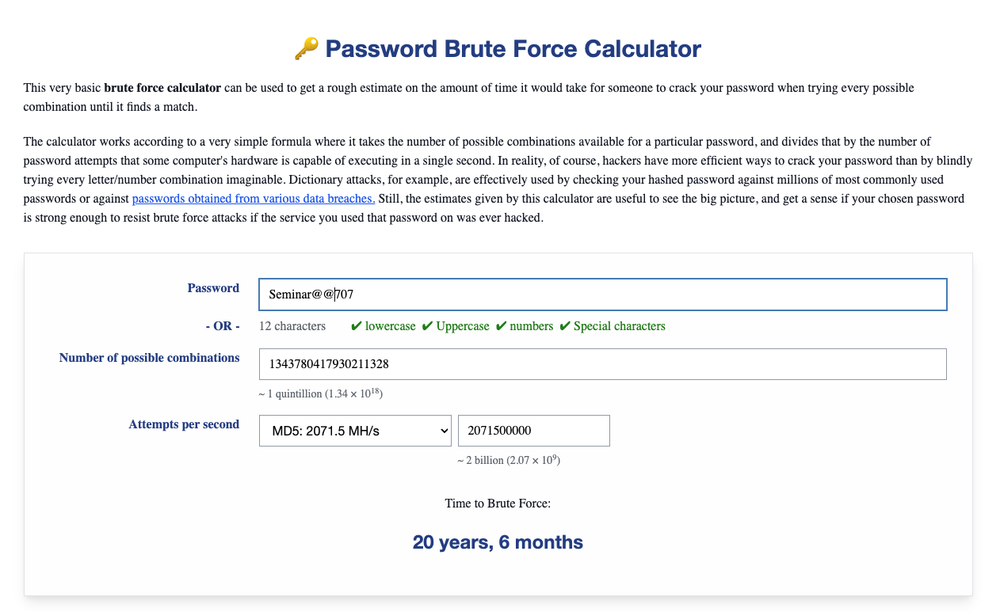 🔑 Password Brute Force Calculator
This very basic brute force calculator can be used to get a rough estimate on the amount of time it would take for someone to crack your password when trying every possible
combination until it finds a match.
The calculator works according to a very simple formula where it takes the number of possible combinations available for a particular password, and divides that by the number of
password attempts that some computer's hardware is capable of executing in a single second. In reality, of course, hackers have more efficient ways to crack your password than by blindly
trying every letter/number combination imaginable. Dictionary attacks, for example, are effectively used by checking your hashed password against millions of most commonly used
passwords or against passwords obtained from various data breaches. Still, the estimates given by this calculator are useful to see the big picture, and get a sense if your chosen password
is strong enough to resist brute force attacks if the service you used that password on was ever hacked.
Password Seminar@@707
- OR - 12 characters ✔ lowercase ✔ Uppercase ✔ numbers ✔ Special characters
Number of possible combinations 1343780417930211328
~ 1 quintillion (1.34 × 10¹⁸)
Attempts per second MD5: 2071.5 MH/s 2071500000
~ 2 billion (2.07 × 10⁹)
Time to Brute Force:
20 years, 6 months